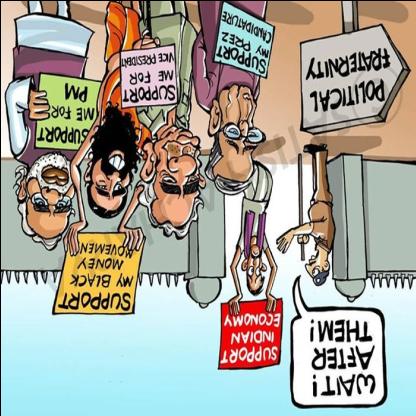 WAIT!
AFTER
THEM!
SUPPORT
INDIAN
ECONOMY
SUPPORT
MY BLACK
MONEY
MOVEMENT
POLITICAL
FRATERNITY
SUPPORT
MY PREZ
CANDIDATURE
SUPPORT
ME FOR
VICE PRESIDENT
SUPPORT
ME FOR
PM